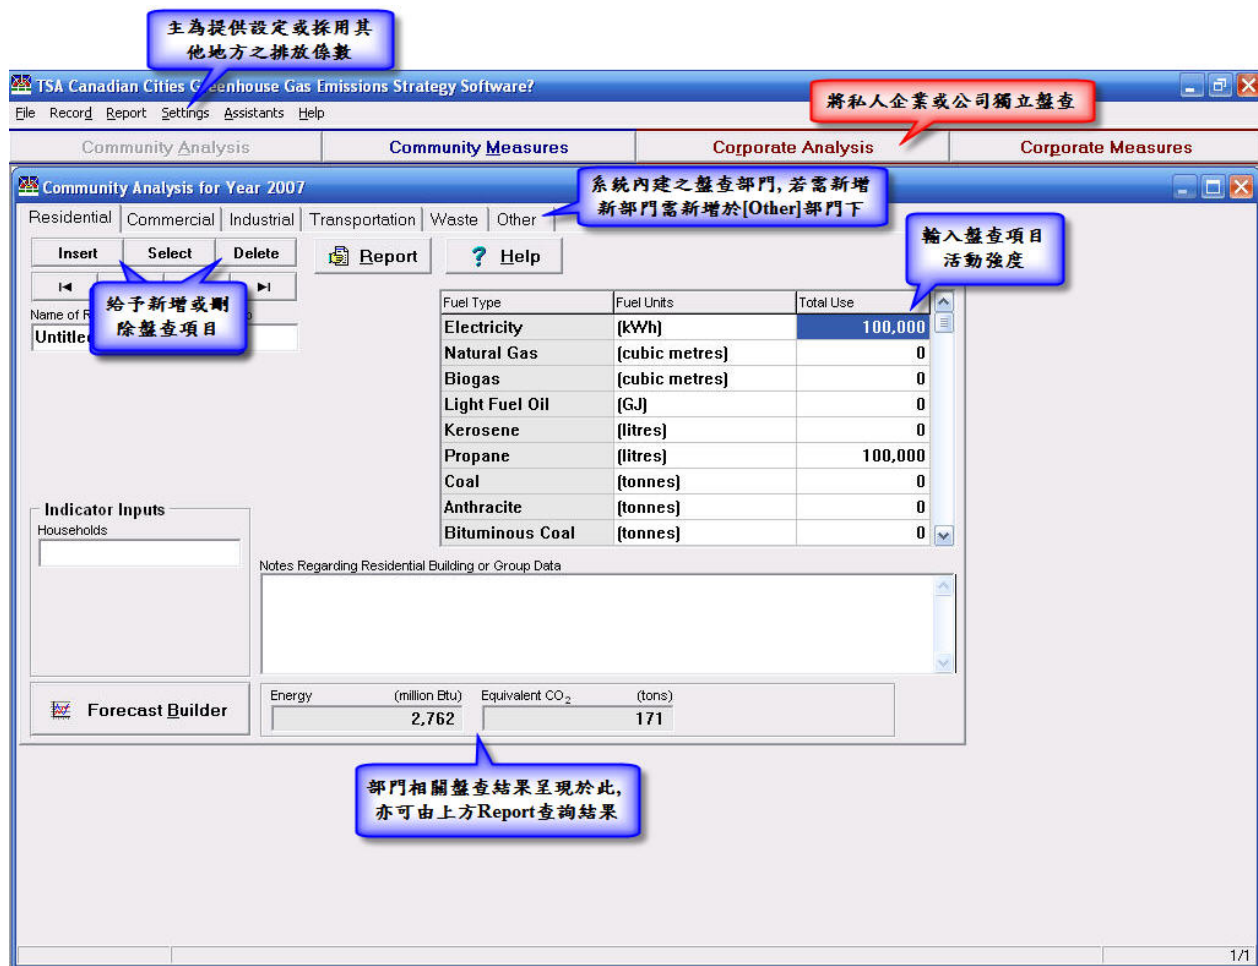 主為提供設定或採用其
他地方之排放係數
TSA Canadian Cities Greenhouse Gas Emissions Strategy Software?
將私人企業或公司獨立盤查
File Record Report Settings Assistants Help
Community Analysis Community Measures Corporate Analysis Corporate Measures
Community Analysis for Year 2007
系統內建之盤查部門, 若需新增
新部門需新增於[Other]部門下
Residential Commercial Industrial Transportation Waste Other
輸入盤查項目
活動強度
Insert Select Delete Report ? Help
給予新增或刪
除盤查項目
Name of
Untitled
Fuel Type Fuel Units Total Use
Electricity (kWh) 100,000
Natural Gas (cubic metres) 0
Biogas (cubic metres) 0
Light Fuel Oil (GJ) 0
Kerosene (litres) 0
Propane (litres) 100,000
Coal (tonnes) 0
Anthracite (tonnes) 0
Bituminous Coal (tonnes) 0
Indicator Inputs
Households
Notes Regarding Residential Building or Group Data
Forecast Builder
Energy (million Btu) Equivalent CO2 (tons)
2,762 171
部門相關盤查結果呈現於此,
亦可由上方Report查詢結果
1/1